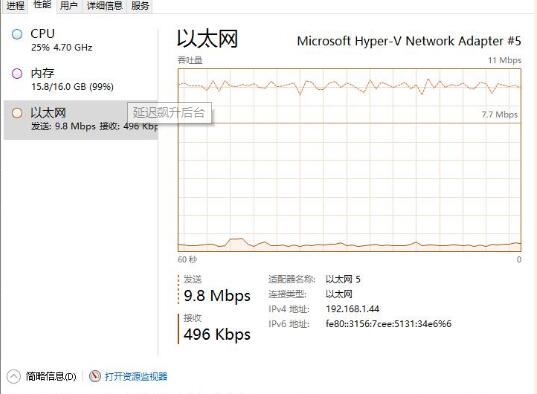 进程 性能 用户 详细信息 服务
CPU
25% 4.70 GHz
内存
15.8/16.0 GB (99%)
以太网
发送: 9.8 Mbps 接收: 496 Kbp
延迟飙升后台
以太网
Microsoft Hyper-V Network Adapter #5
吞吐量
11 Mbps
7.7 Mbps
60 秒
0
发送
9.8 Mbps
接收
496 Kbps
适配器名称: 以太网 5
连接类型: 以太网
IPv4 地址: 192.168.1.44
IPv6 地址: fe80::3156:7cee:5131:34e6%6
简略信息(D)
打开资源监视器